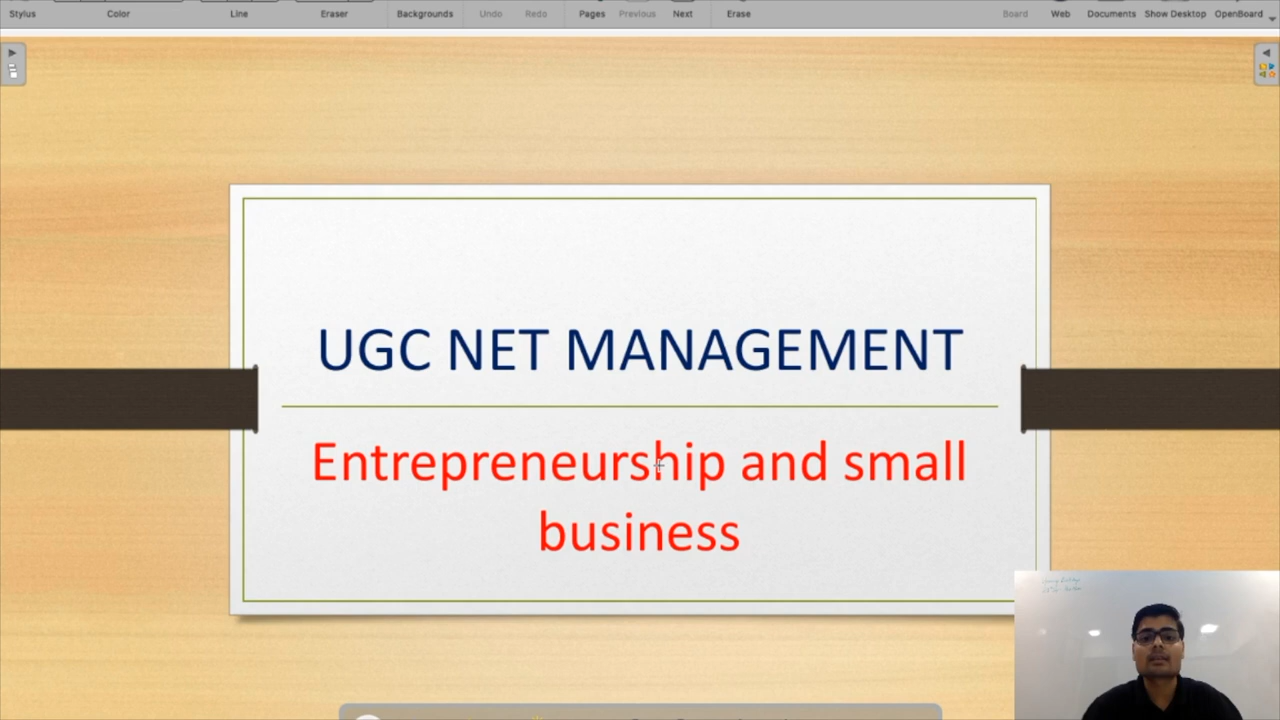 Stylus Color Line Eraser Backgrounds Undo Redo Pages Previous Next Erase Board Web Documents Show Desktop OpenBoard
UGC NET MANAGEMENT
Entrepreneurship and small
business